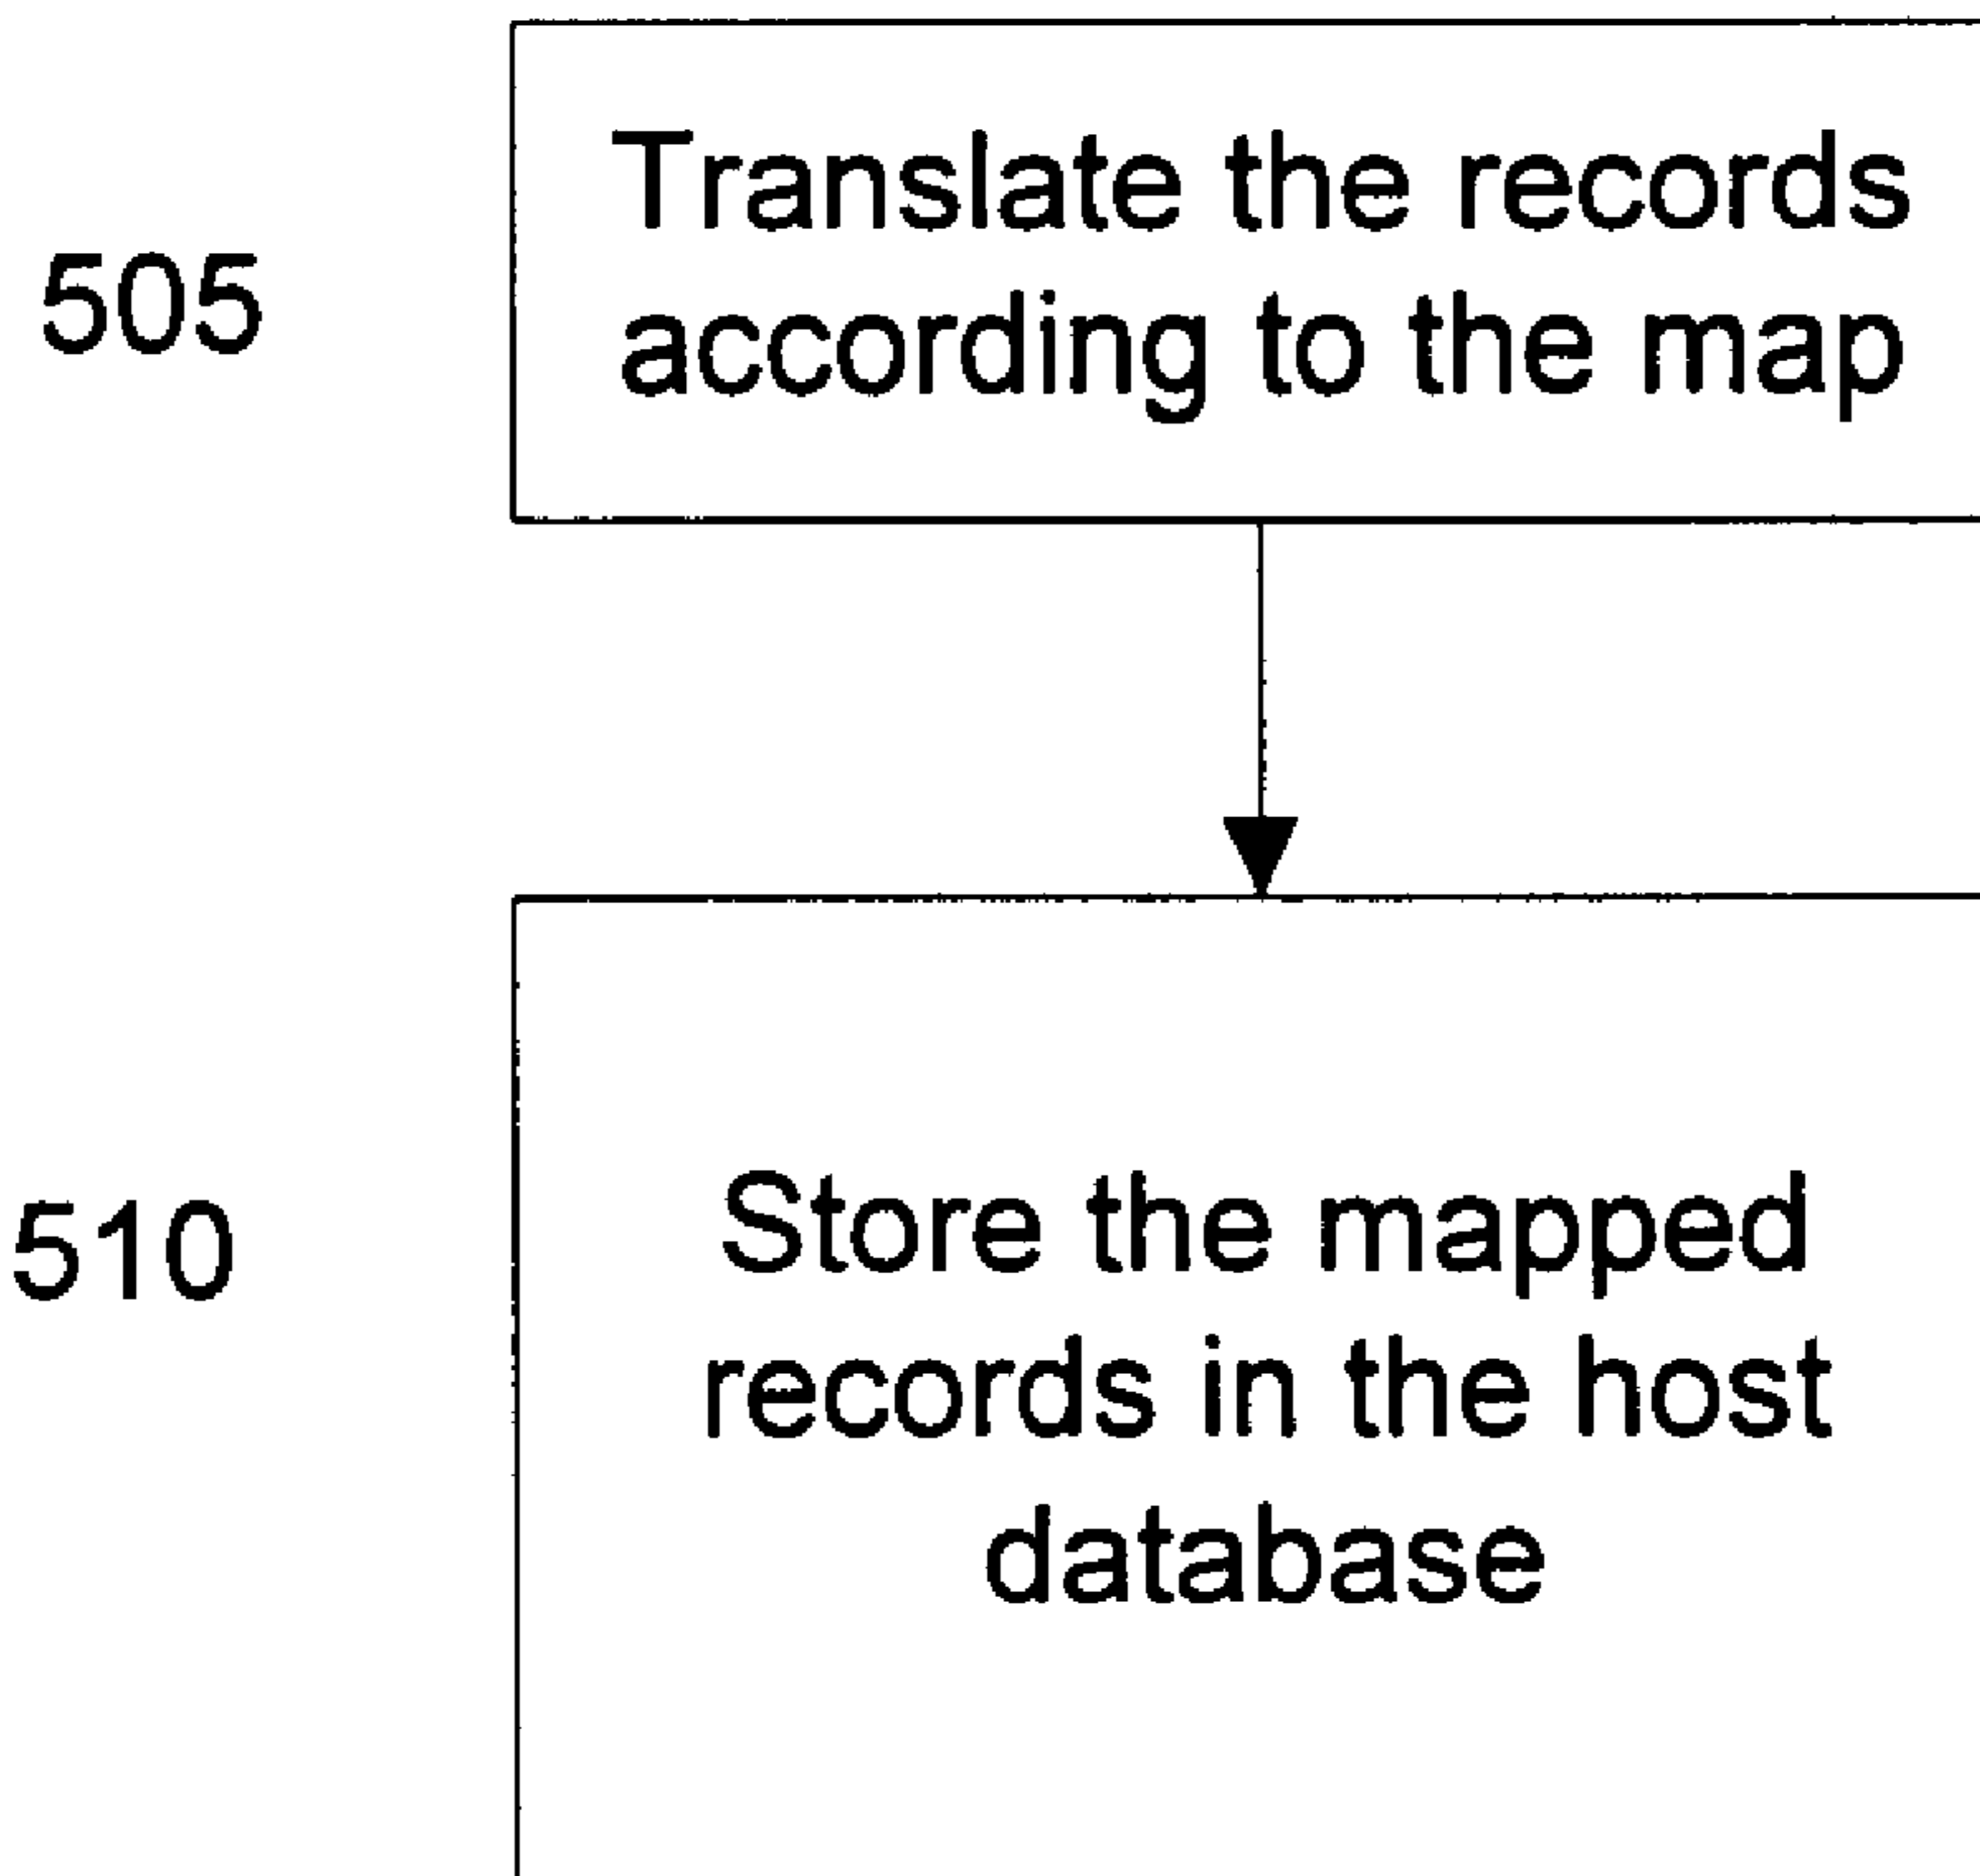 Translate the records
505
according to the map
Store the mapped
510
records in the host
database